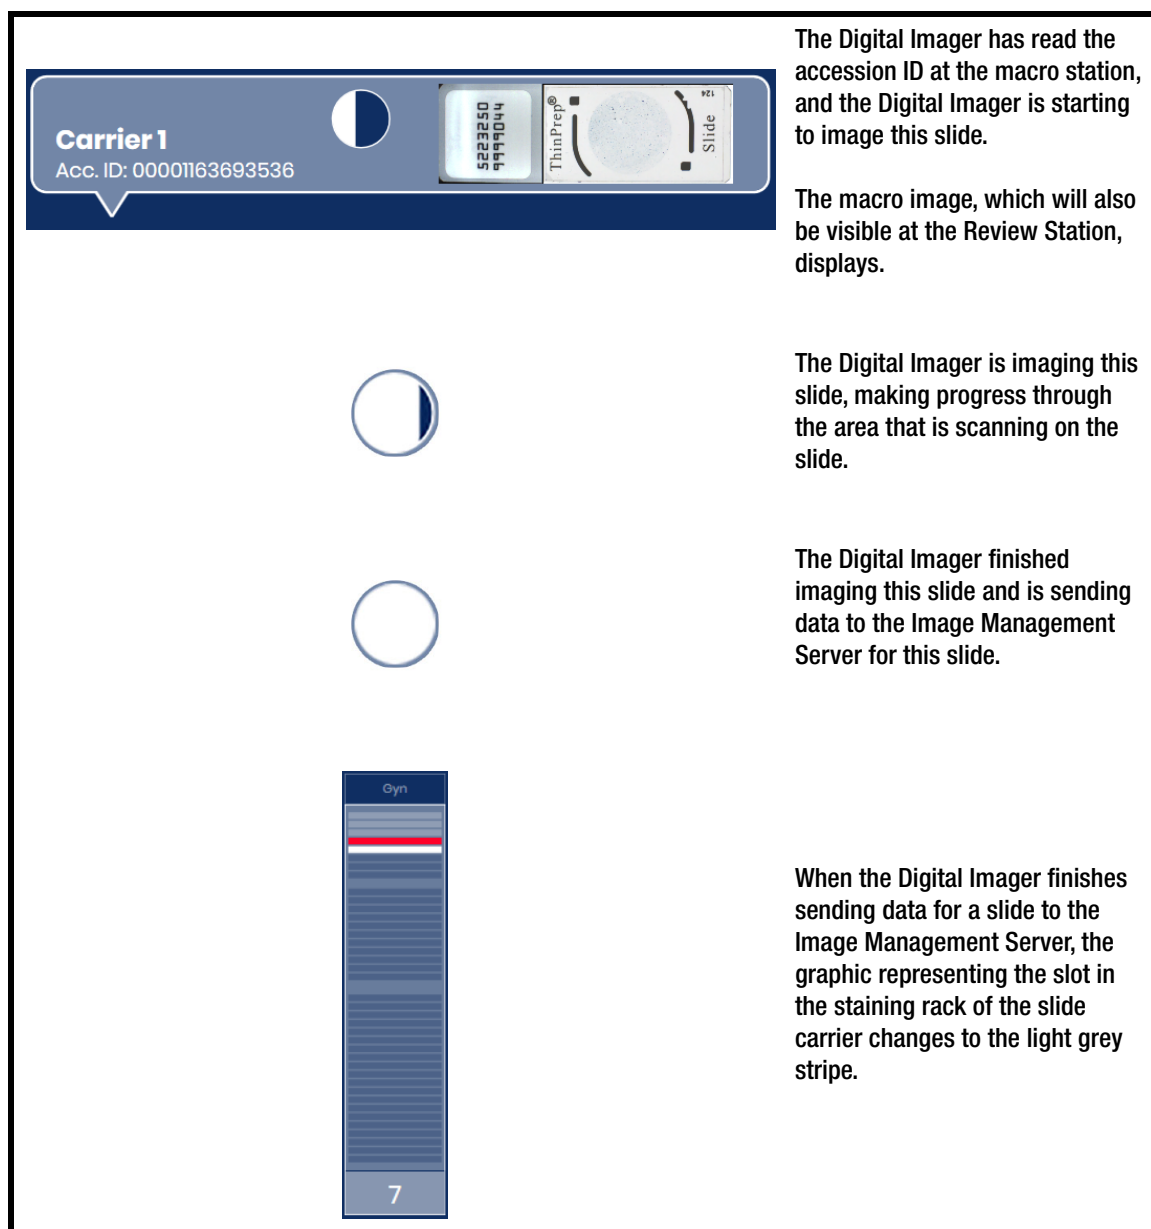 The Digital Imager has read the
accession ID at the macro station,
and the Digital Imager is starting
to image this slide.
The macro image, which will also
be visible at the Review Station,
displays.
Carrier 1
Acc. ID: 00001163693536
5223250
9999044
ThinPrep®
Slide
124
The Digital Imager is imaging this
slide, making progress through
the area that is scanning on the
slide.
The Digital Imager finished
imaging this slide and is sending
data to the Image Management
Server for this slide.
Gyn
7
When the Digital Imager finishes
sending data for a slide to the
Image Management Server, the
graphic representing the slot in
the staining rack of the slide
carrier changes to the light grey
stripe.